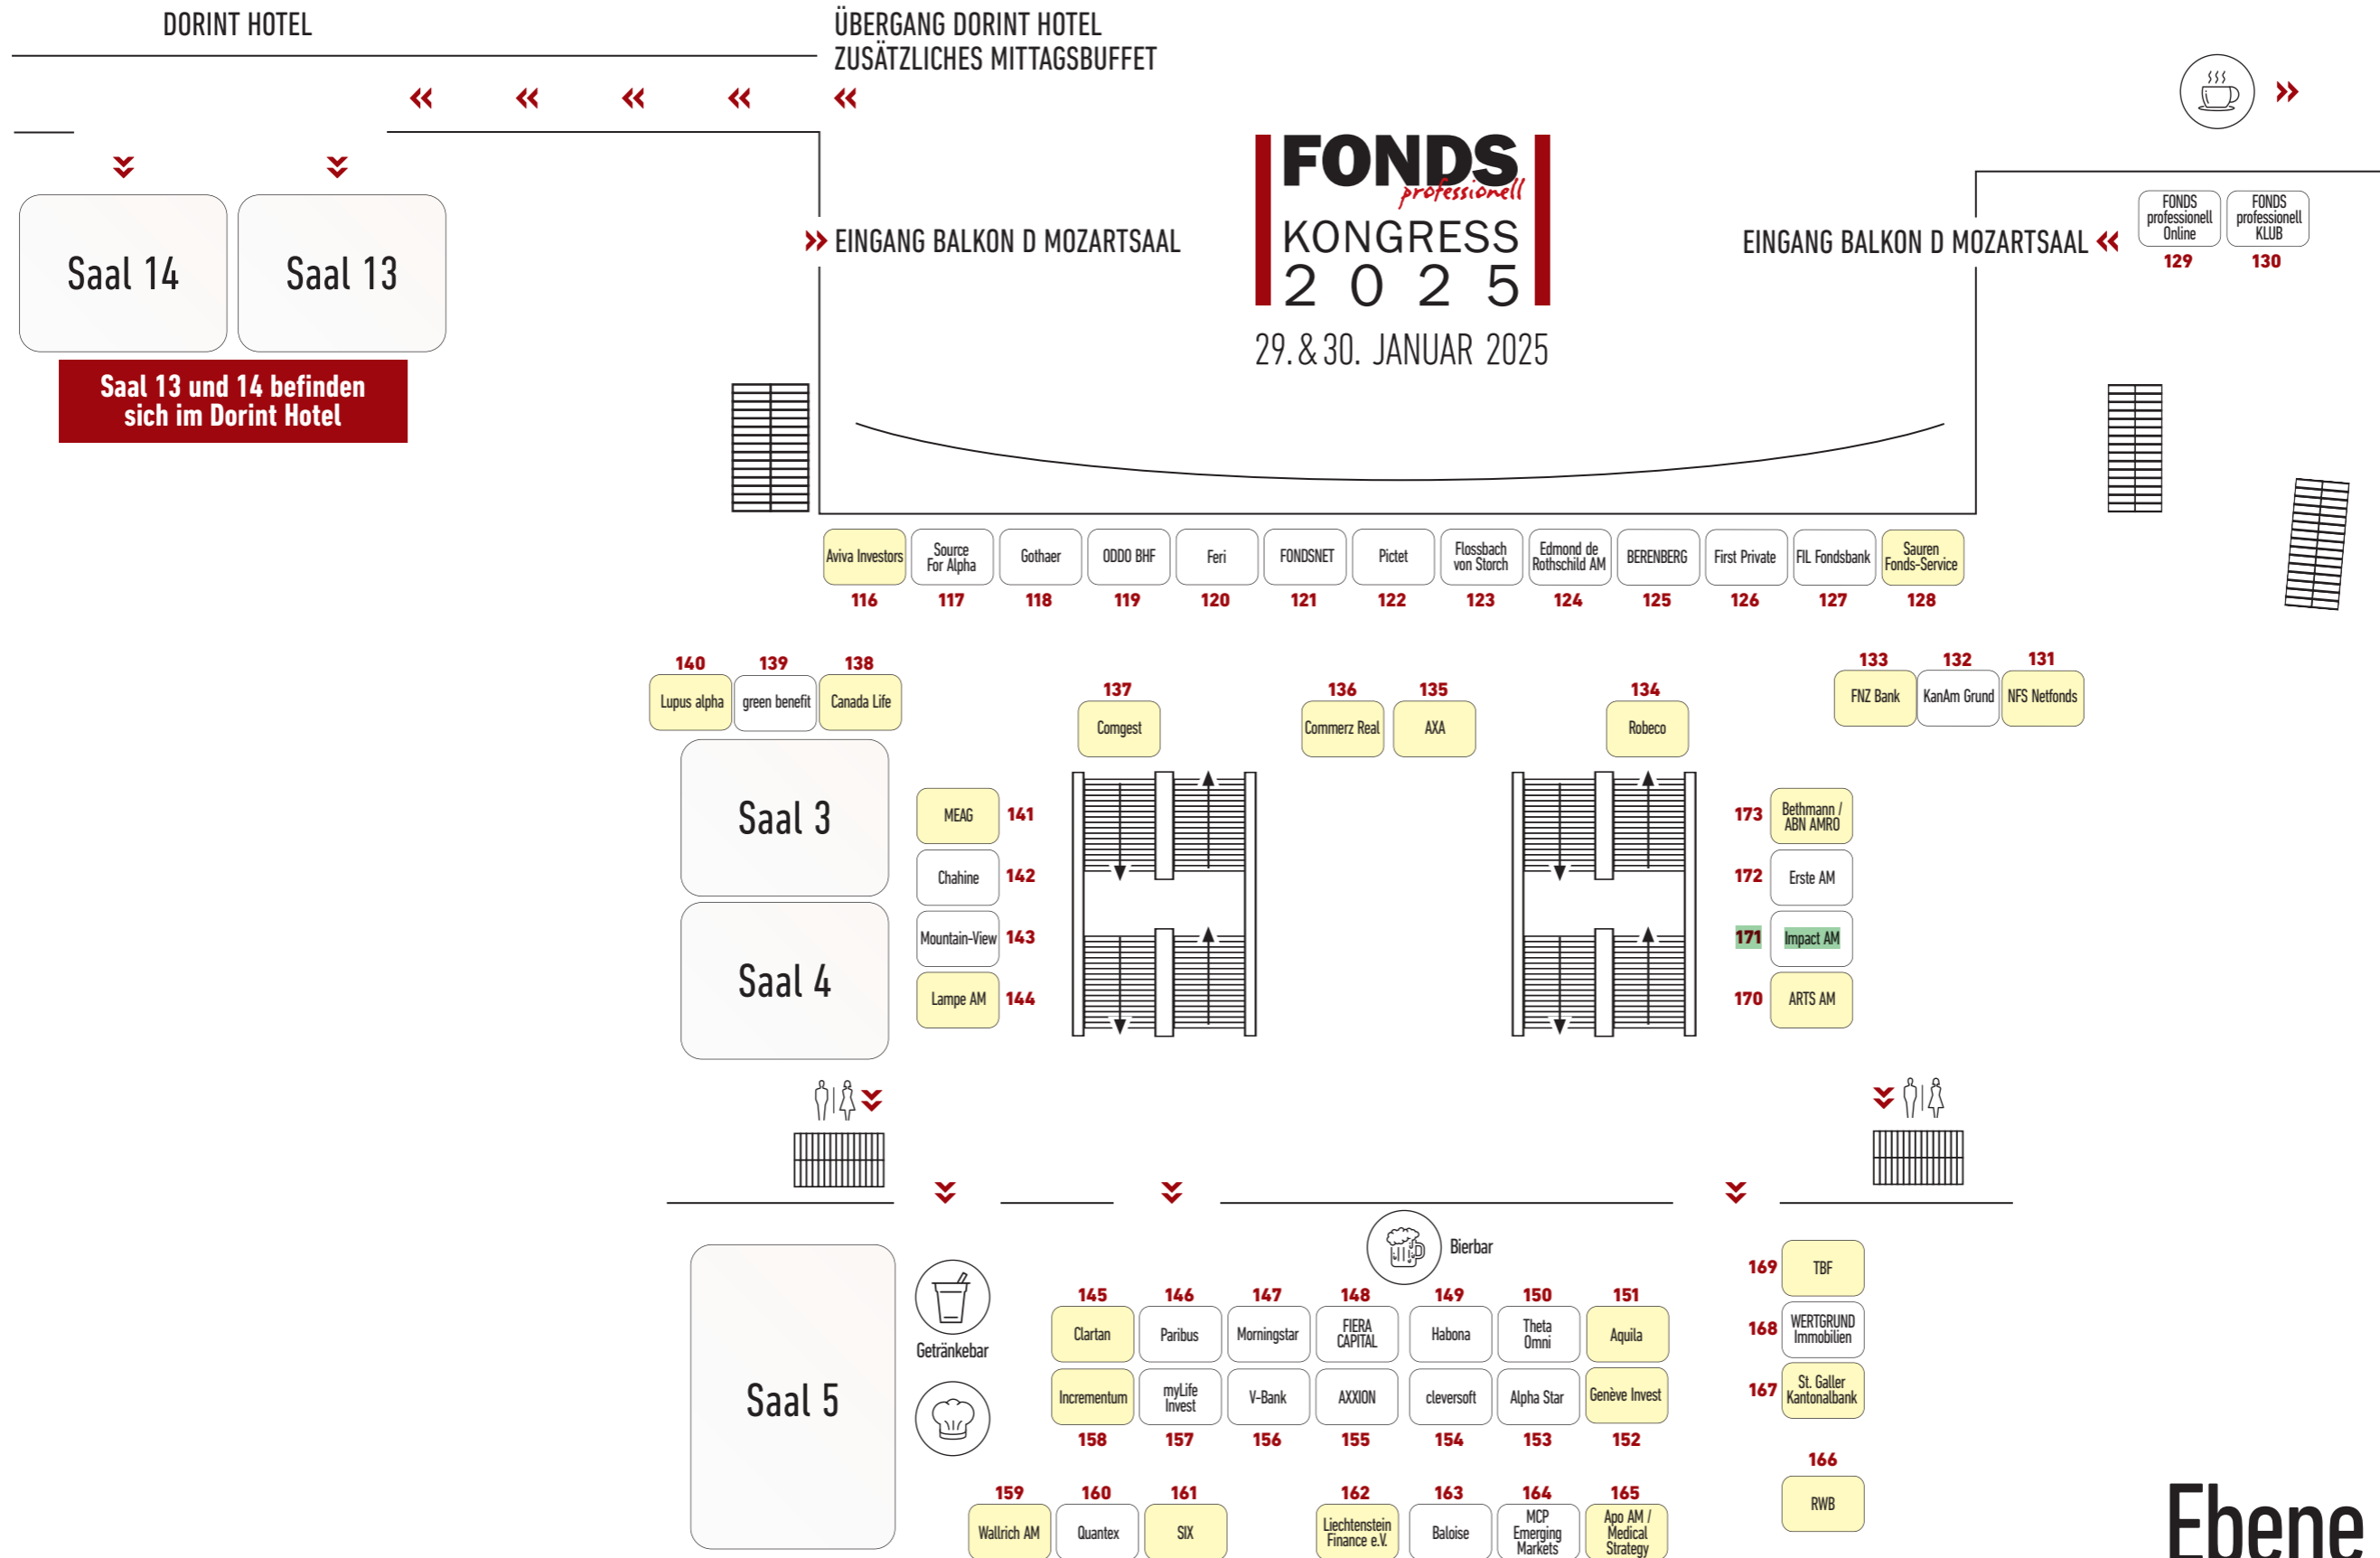 DORINT HOTEL
ÜBERGANG DORINT HOTEL
ZUSÄTZLICHES MITTAGSBUFFET
FONDS
professionell
KONGRESS
2025
29.&30. JANUAR 2025
EINGANG BALKON D MOZARTSAAL
EINGANG BALKON D MOZARTSAAL
FONDS
professionell
Online
129
FONDS
professionell
KLUB
130
Saal 14
Saal 13
Saal 13 und 14 befinden
sich im Dorint Hotel
Aviva Investors
116
Source
For Alpha
117
Gothaer
118
ODDO BHF
119
Feri
120
FONDSNET
121
Pictet
122
Flossbach
von Storch
123
Edmond de
Rothschild AM
124
BERENBERG
125
First Private
126
FIL Fondsbank
127
Sauren
Fonds-Service
128
140
Lupus alpha
139
green benefit
138
Canada Life
137
Comgest
136
Commerz Real
135
AXA
134
Robeco
133
FNZ Bank
132
KanAm Grund
131
NFS Netfonds
Saal 3
Saal 4
MEAG
141
Chahine
142
Mountain-View
143
Lampe AM
144
173
Bethmann /
ABN AMRO
172
Erste AM
171
Impact AM
170
ARTS AM
Bierbar
Saal 5
Getränkebar
145
Clartan
146
Paribus
147
Morningstar
148
FIERA
CAPITAL
149
Habona
150
Theta
Omni
151
Aquila
Incrementum
158
myLife
Invest
157
V-Bank
156
AXXION
155
cleversoft
154
Alpha Star
153
Genève Invest
152
169
TBF
168
WERTGRUND
Immobilien
167
St. Galler
Kantonalbank
166
RWB
159
Wallrich AM
160
Quantex
161
SIX
162
Liechtenstein
Finance e.V.
163
Baloise
164
MCP
Emerging
Markets
165
Apo AM /
Medical
Strategy
Ebene